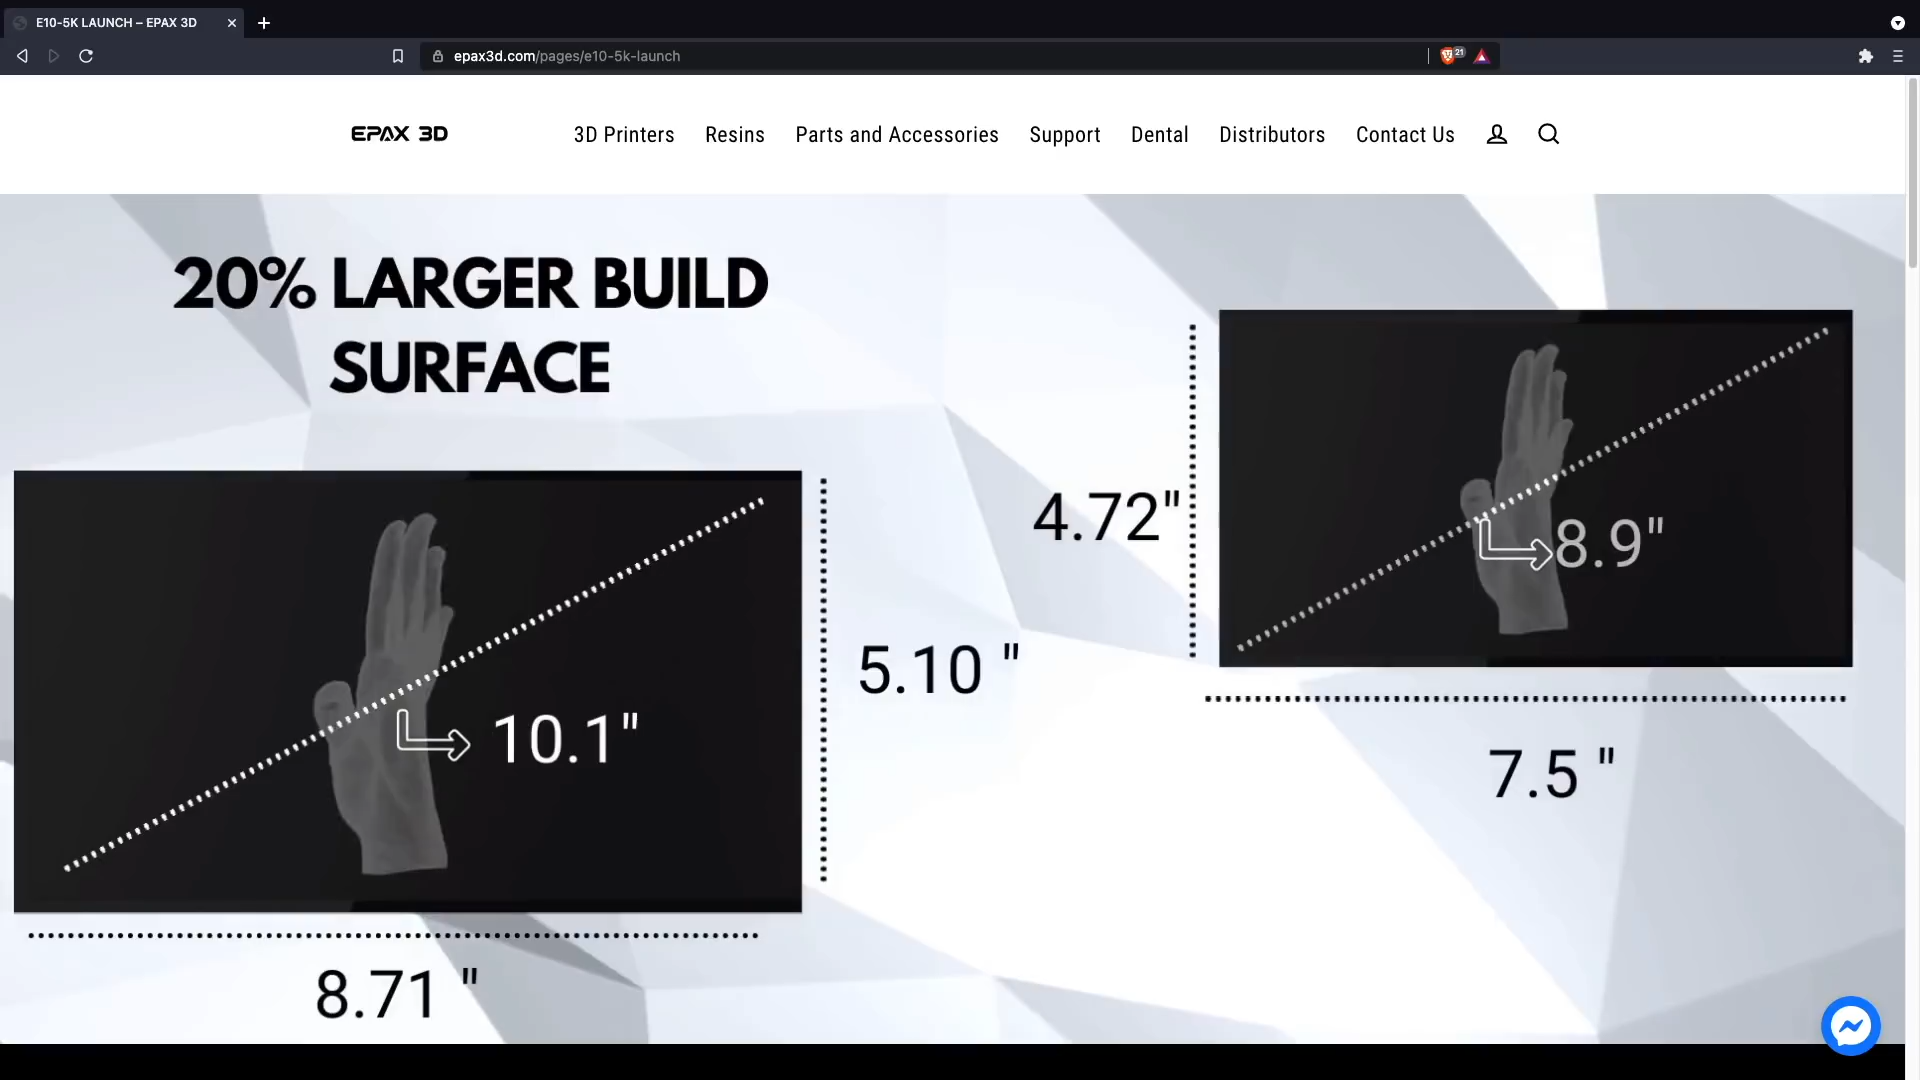 E10-5K LAUNCH – EPAX 3D
epax3d.com/pages/e10-5k-launch
21
EPAX 3D
3D Printers
Resins
Parts and Accessories
Support
Dental
Distributors
Contact Us
20% LARGER BUILD
SURFACE
4.72"
8.9"
5.10 "
10.1"
7.5 "
8.71 "